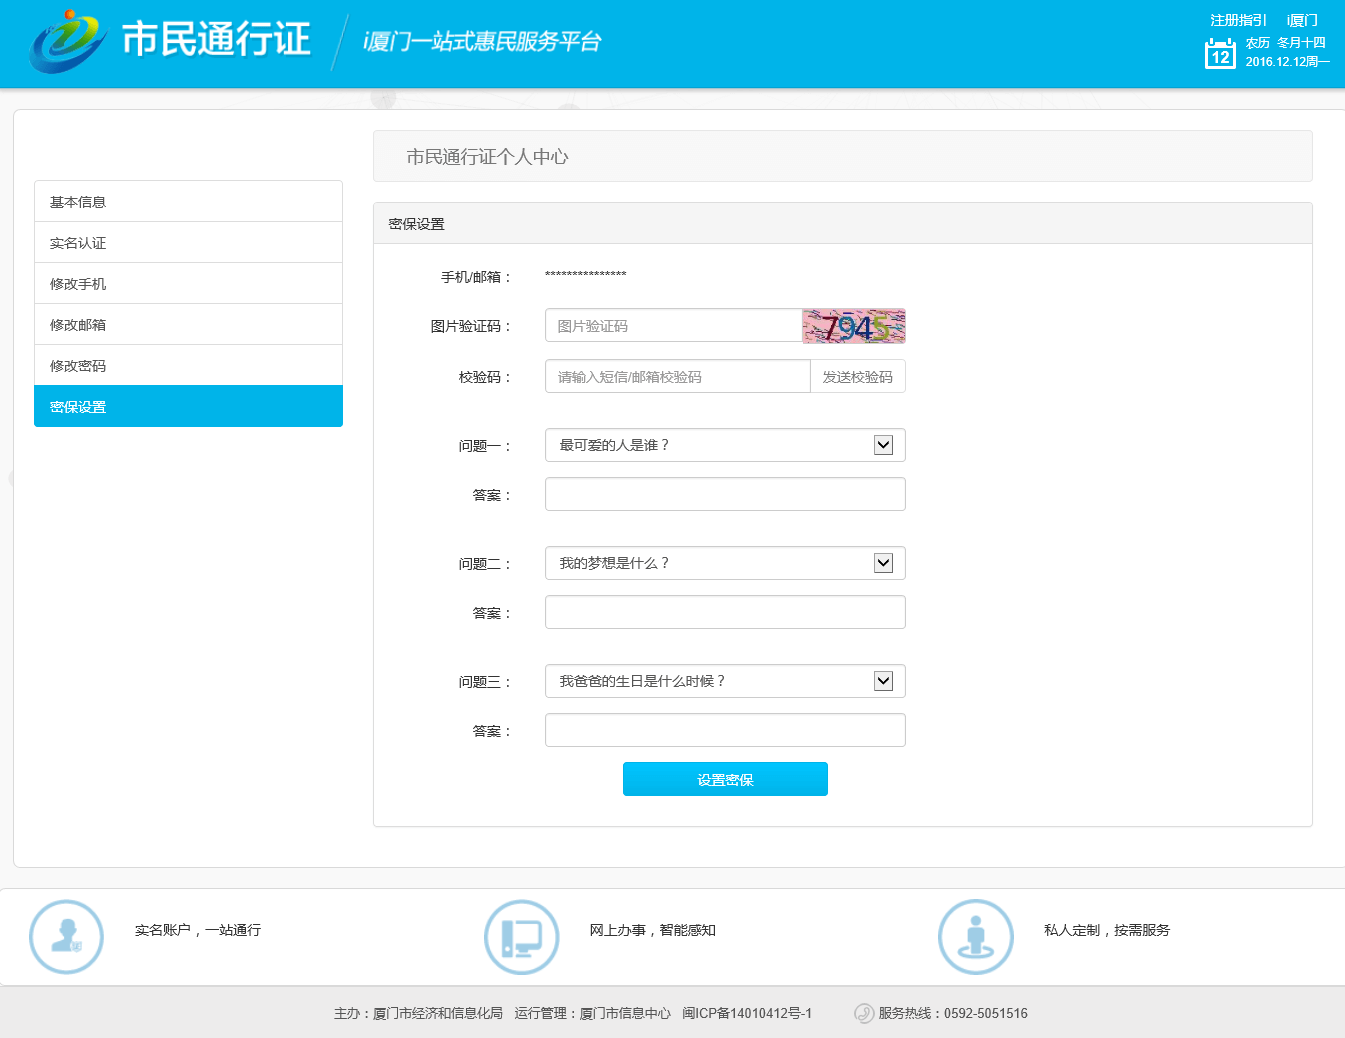 市民通行证
i厦门一站式惠民服务平台
注册指引 i厦门
12
农历 冬月十四
2016.12.12周一
市民通行证个人中心
基本信息
实名认证
修改手机
修改邮箱
修改密码
密保设置
密保设置
手机/邮箱： ***************
图片验证码： 图片验证码 7945
校验码： 请输入短信/邮箱校验码 发送校验码
问题一： 最可爱的人是谁？
答案：
问题二： 我的梦想是什么？
答案：
问题三： 我爸爸的生日是什么时候？
答案：
设置密保
实名账户，一站通行
网上办事，智能感知
私人定制，按需服务
主办：厦门市经济和信息化局 运行管理：厦门市信息中心 闽ICP备14010412号-1 服务热线：0592-5051516